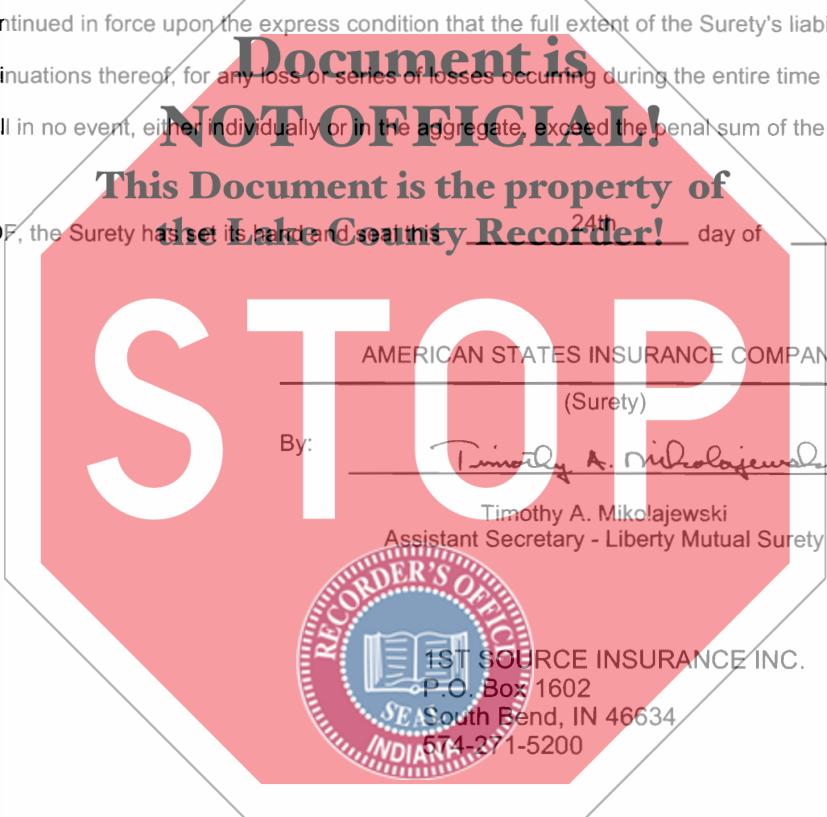 ntinued in force upon the express condition that the full extent of the Surety's liabi
Document is
inuations thereof, for any loss or series of losses occurring during the entire time
NOT OFFICIAL!
ll in no event, either individually or in the aggregate, exceed the penal sum of the
This Document is the property of
the Lake County Recorder!
OF, the Surety has set its hand and seal this 24th day of
STOP
AMERICAN STATES INSURANCE COMPAN
(Surety)
By: Timothy A. Mikolajewski
Timothy A. Mikolajewski
Assistant Secretary - Liberty Mutual Surety
RECORDER'S OFFICE
SEAL
INDIANA
1ST SOURCE INSURANCE INC.
P.O. Box 1602
South Bend, IN 46634
574-271-5200